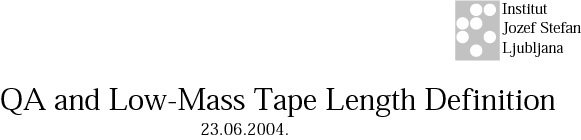 Institut
Jozef Stefan
Ljubljana
QA and Low-Mass Tape Length Definition
23.06.2004.